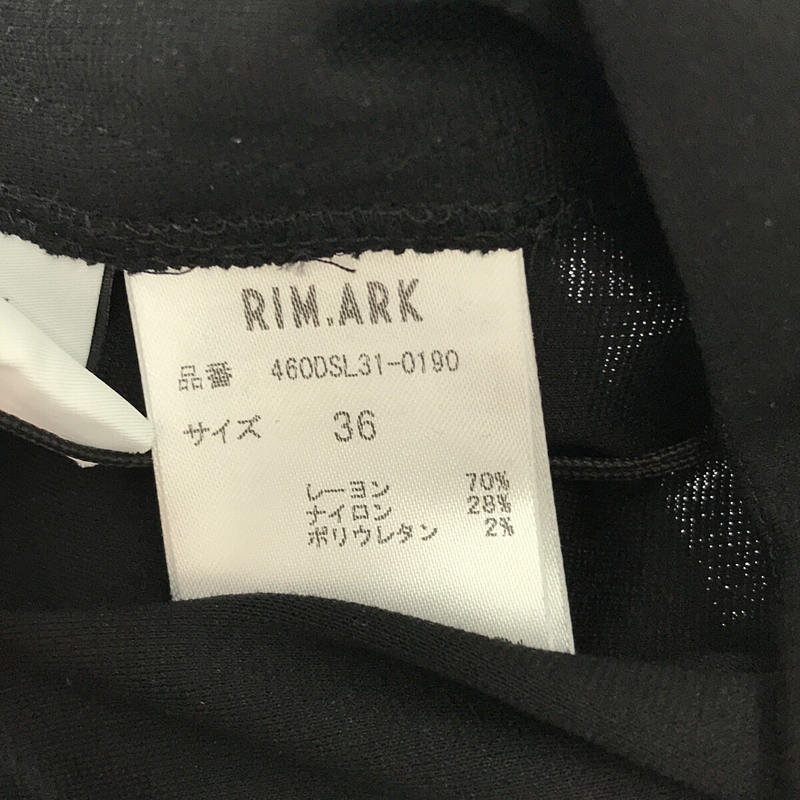 RIM.ARK
品番 460DSL31-0190
サイズ 36
レーヨン 70%
ナイロン 28%
ポリウレタン 2%